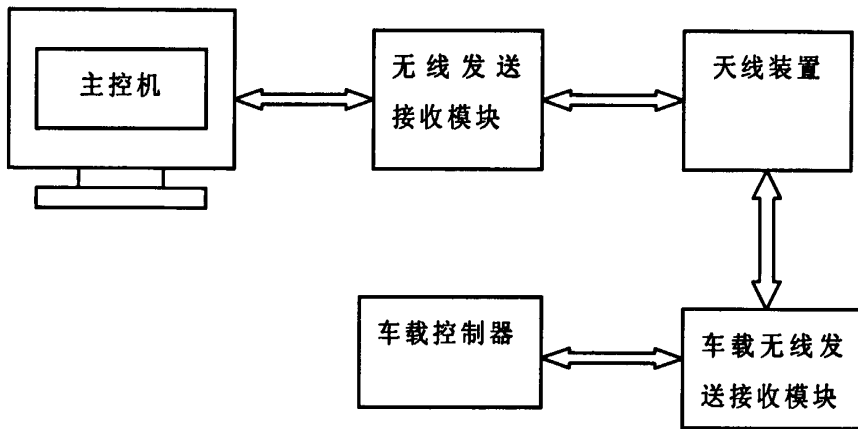 主控机
无线发送
接收模块
天线装置
车载控制器
车载无线发
送接收模块